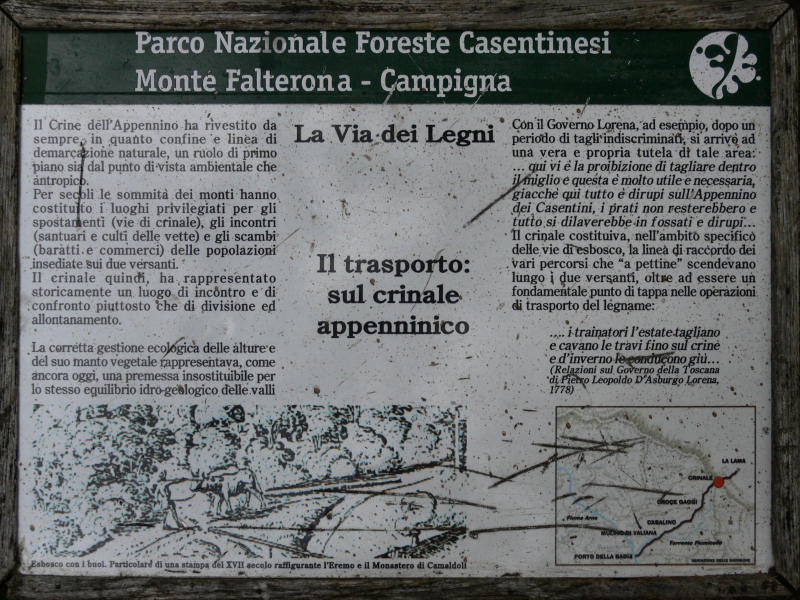 Parco Nazionale Foreste Casentinesi
Monte Falterona - Campigna
Il Crine dell'Appennino ha rivestito da
sempre, in quanto confine e linea di
demarcazione naturale, un ruolo di primo
piano sia dal punto di vista ambientale che
antropico.
Per secoli le sommità dei monti hanno
costituito i luoghi privilegiati per gli
spostamenti (vie di crinale), gli incontri
(santuari e culti delle vette) e gli scambi
(baratti e commerci) delle popolazioni
insediate sui due versanti.
Il crinale quindi, ha rappresentato
storicamente un luogo di incontro e di
confronto piuttosto che di divisione ed
allontanamento.
La corretta gestione ecologica delle alture e
del suo manto vegetale rappresentava, come
ancora oggi, una premessa insostituibile per
lo stesso equilibrio idro-geologico delle valli
La Via dei Legni
Il trasporto:
sul crinale
appenninico
Con il Governo Lorena, ad esempio, dopo un
periodo di tagli indiscriminati, si arrivò ad
una vera e propria tutela di tale area:
... qui vi è la proibizione di tagliare dentro
il miglio e questa è molto utile e necessaria,
giacchè qui tutto è dirupi sull'Appennino
dei Casentini, i prati non resterebbero e
tutto si dilaverebbe in fossati e dirupi...
Il crinale costituiva, nell'ambito specifico
delle vie di esbosco, la linea di raccordo dei
vari percorsi che "a pettine" scendevano
lungo i due versanti, oltre ad essere un
fondamentale punto di tappa nelle operazioni
di trasporto del legname:
.... i trainatori l'estate tagliano
e cavano le travi fino sul crine
e d'inverno le conducono giù...
(Relazioni sul Governo della Toscana
di Pietro Leopoldo D'Asburgo Lorena,
1778)
Esbosco con i buoi. Particolare di una stampa del XVII secolo raffigurante l'Eremo e il Monastero di Camaldoli
LA LAMA
CRINALE
CROCE GAGGI
Fiume Arno
CASALINO
MULINO DI VALIANA
Torrente Fiumicello
PORTO DELLA BADIA